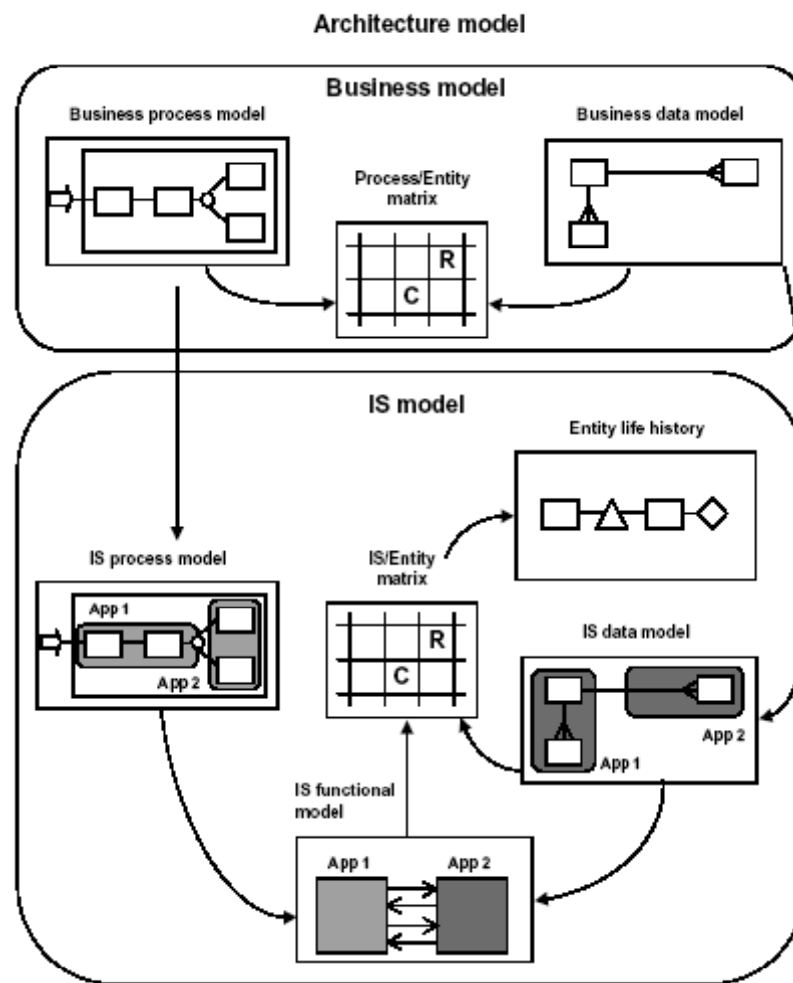 Architecture model
Business model
Business process model
Business data model
Process/Entity
matrix
R
C
IS model
Entity life history
IS process model
IS/Entity
matrix
App 1
App 2
R
C
IS data model
App 2
App 1
IS functional
model
App 1
App 2